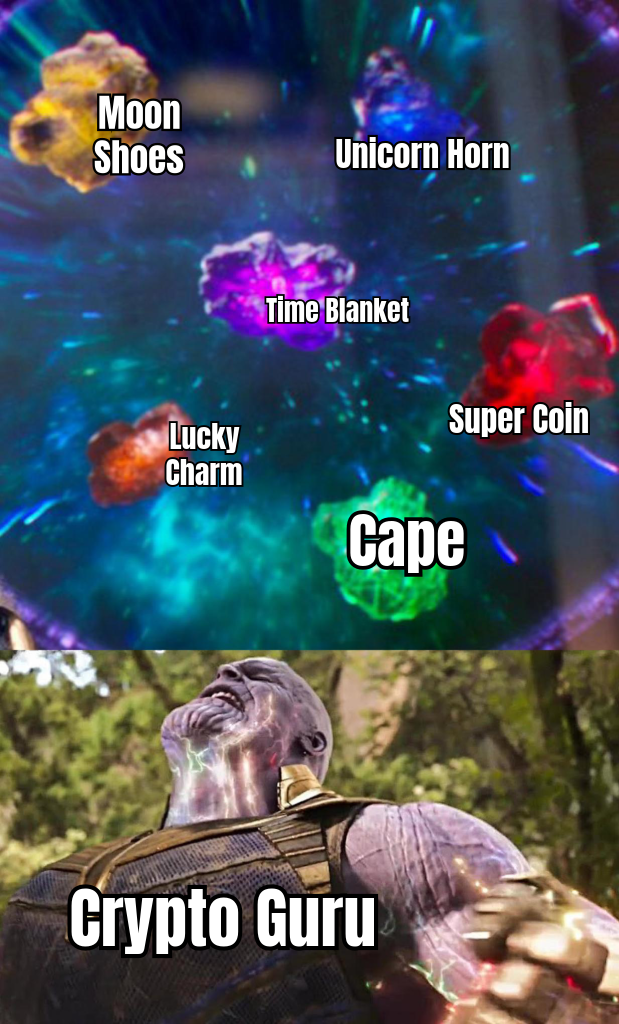 Moon
Shoes
Unicorn Horn
Time Blanket
Super Coin
Lucky
Charm
Cape
Crypto Guru